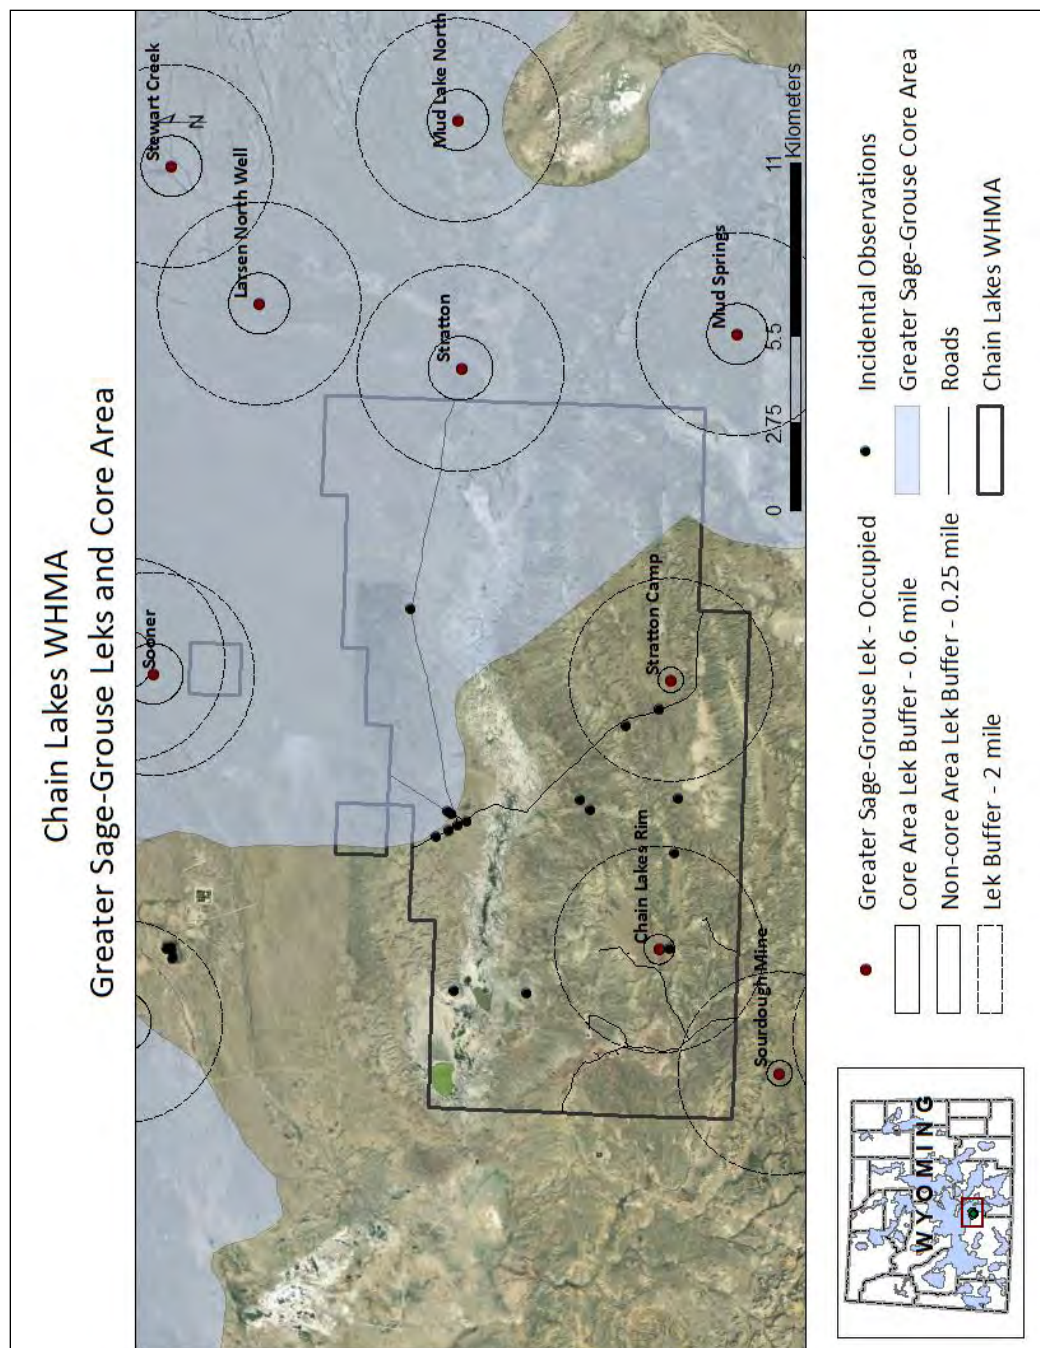 Chain Lakes WHMA
Greater Sage-Grouse Leks and Core Area
Stewart Creek
N
Larsen North Well
Mud Lake North
Sooner
Stratton
Mud Springs
Stratton Camp
Chain Lakes Rim
Sourdough Mine
0 2.75 5.5 11
Kilometers
WYOMING
Greater Sage-Grouse Lek - Occupied
Core Area Lek Buffer - 0.6 mile
Non-core Area Lek Buffer - 0.25 mile
Lek Buffer - 2 mile
Incidental Observations
Greater Sage-Grouse Core Area
Roads
Chain Lakes WHMA